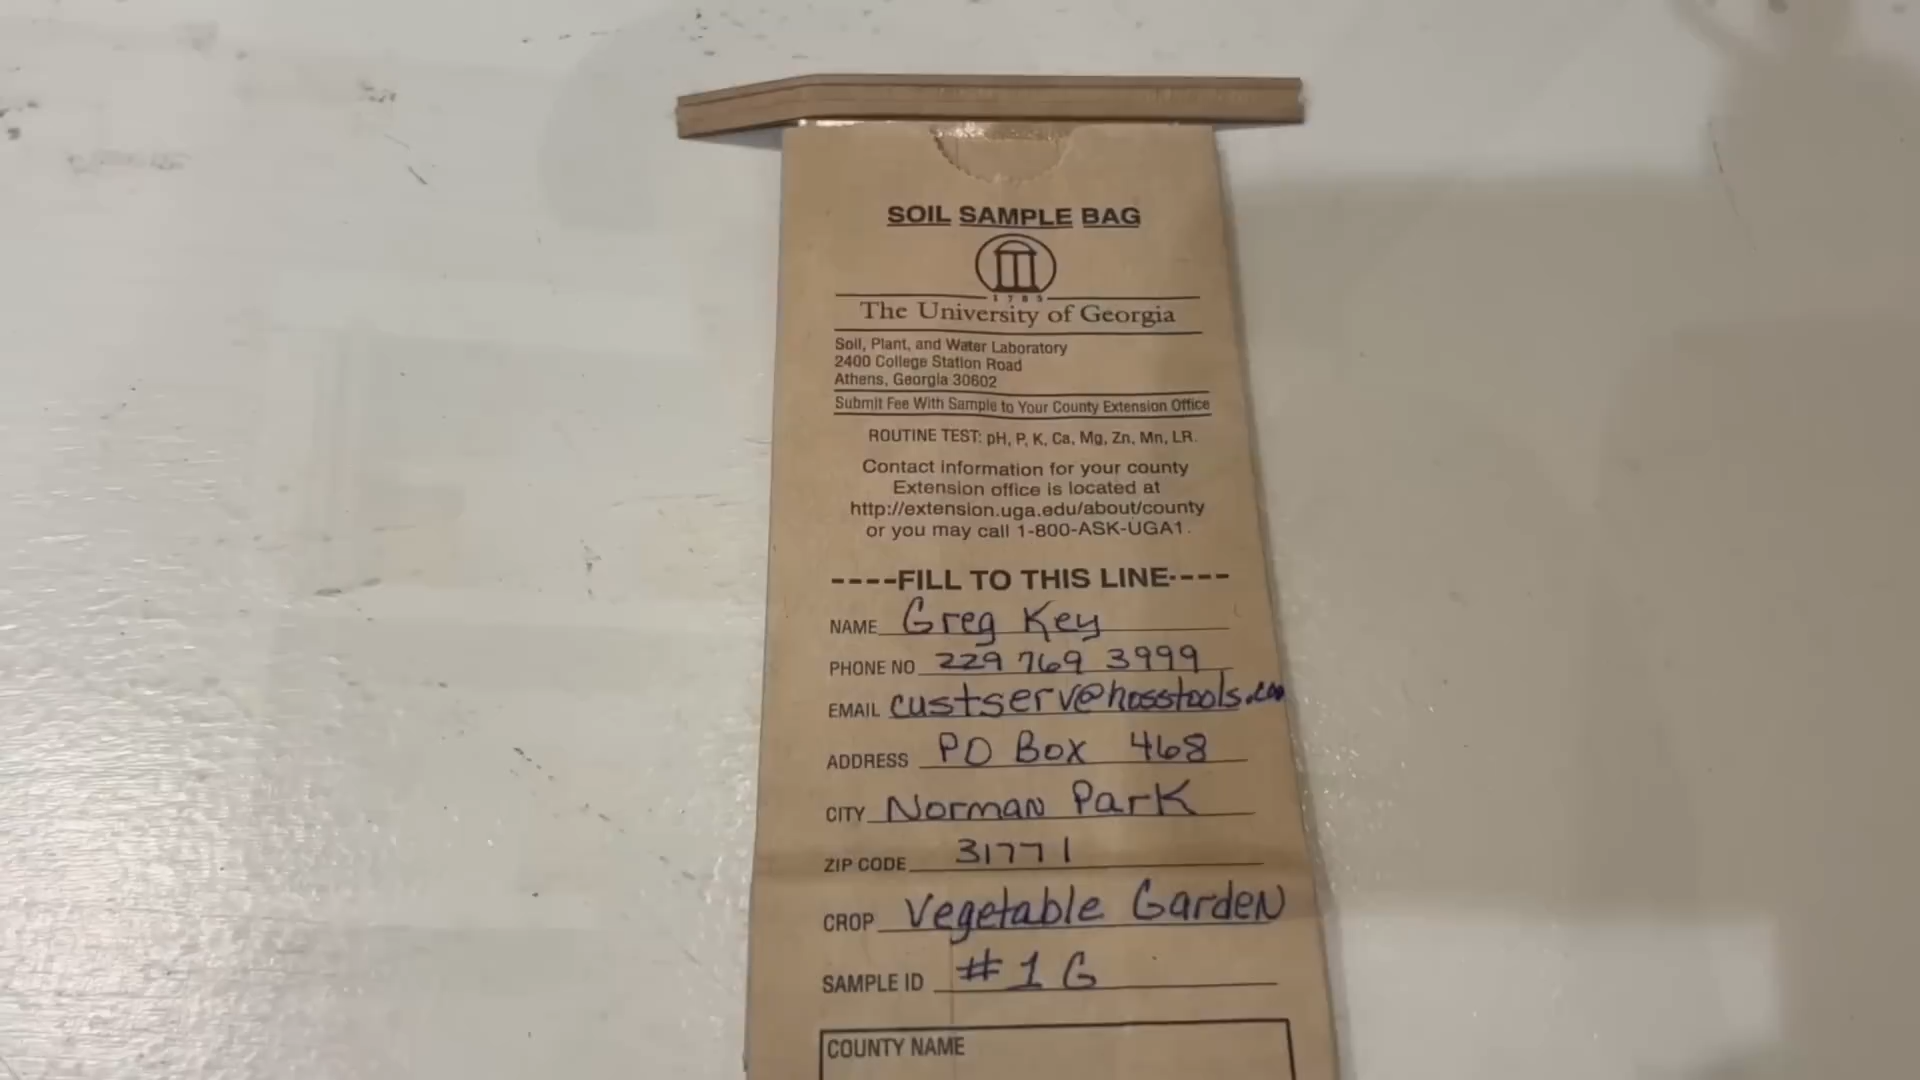 SOIL SAMPLE BAG
1785
The University of Georgia
Soil, Plant, and Water Laboratory
2400 College Station Road
Athens, Georgia 30602
Submit Fee With Sample to Your County Extension Office
ROUTINE TEST: pH, P, K, Ca, Mg, Zn, Mn, LR.
Contact information for your county
Extension office is located at
http://extension.uga.edu/about/county
or you may call 1-800-ASK-UGA1.
----FILL TO THIS LINE----
NAME Greg Key
PHONE NO 229 769 3999
EMAIL custserv@hosstools.com
ADDRESS PO Box 468
CITY Norman Park
ZIP CODE 31771
CROP Vegetable Garden
SAMPLE ID #1 G
COUNTY NAME